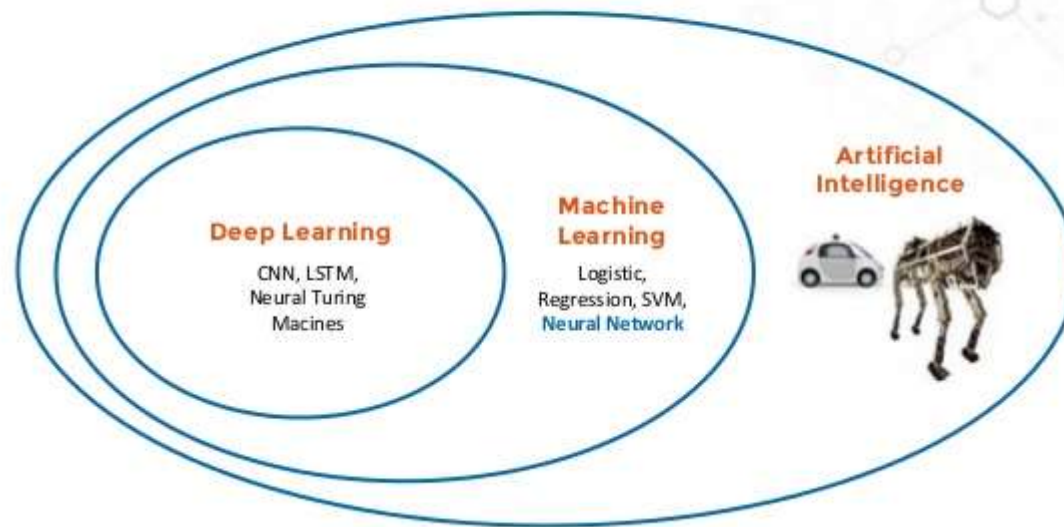 Deep Learning
CNN, LSTM,
Neural Turing
Macines
Machine
Learning
Logistic,
Regression, SVM,
Neural Network
Artificial
Intelligence